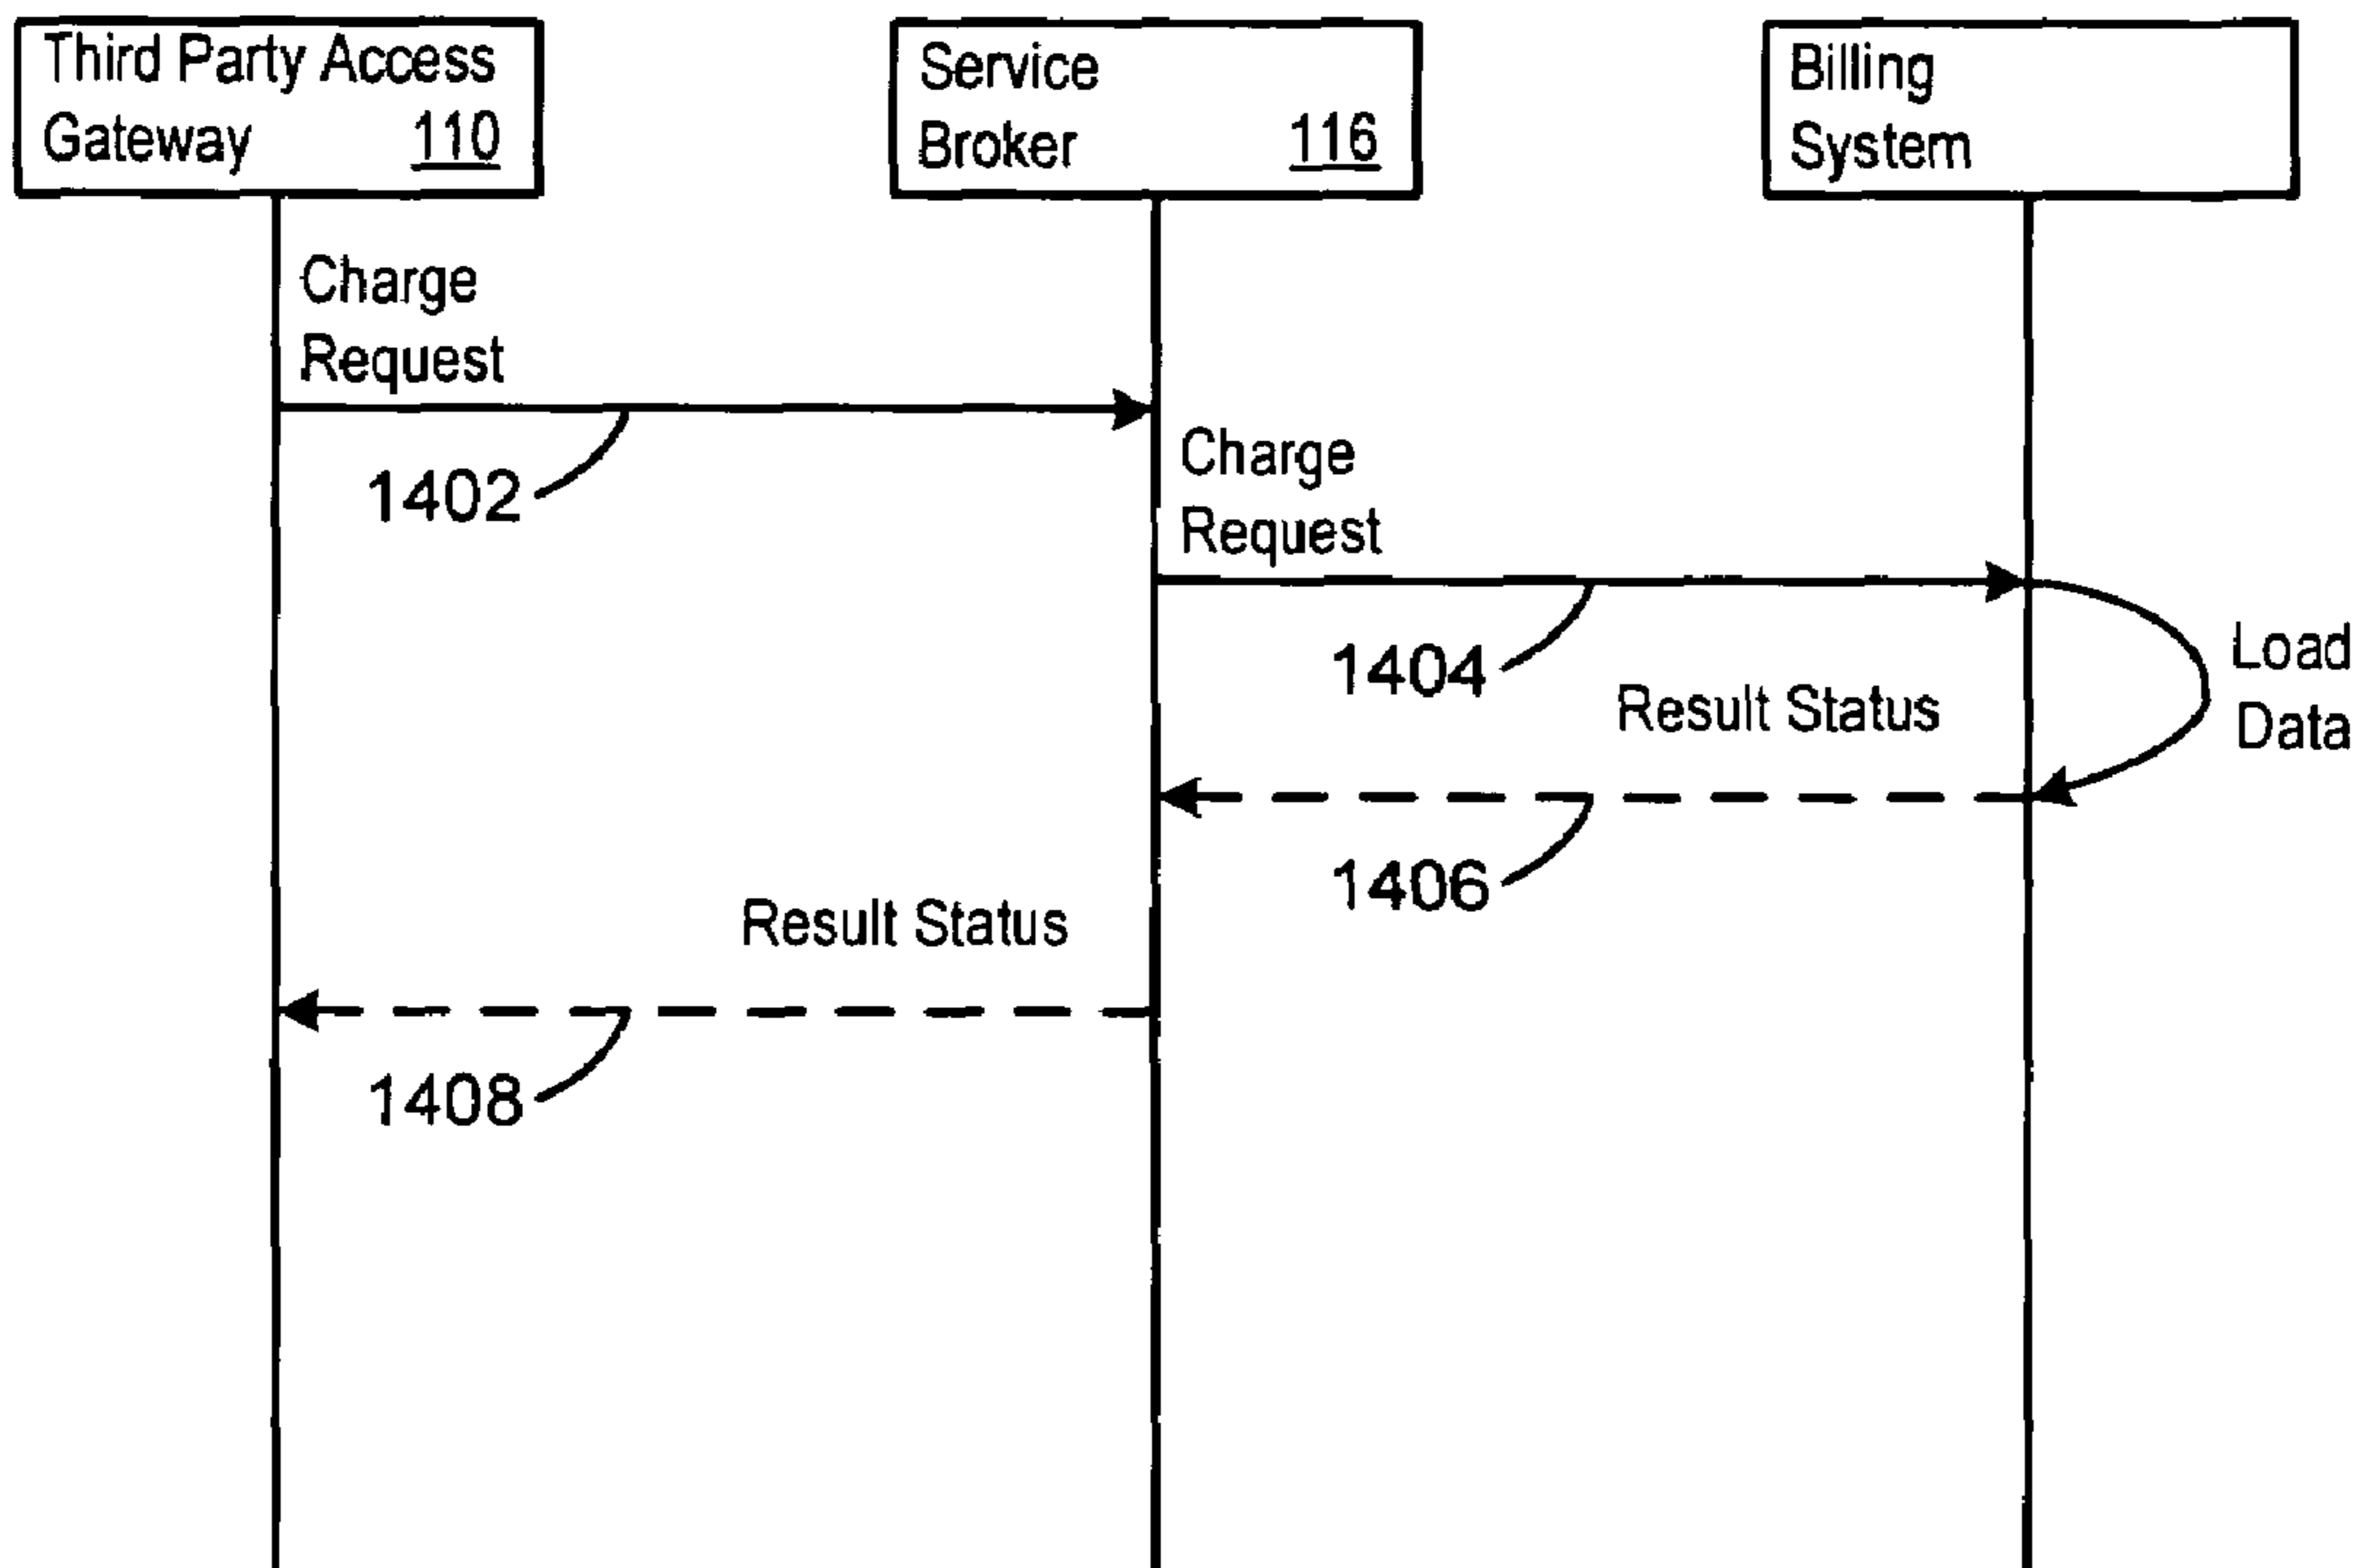 Third Party Access
Gateway 110
Service
Broker 116
Billing
System
Charge
Request
1402
Charge
Request
1404
Load
Data
Result Status
1406
Result Status
1408